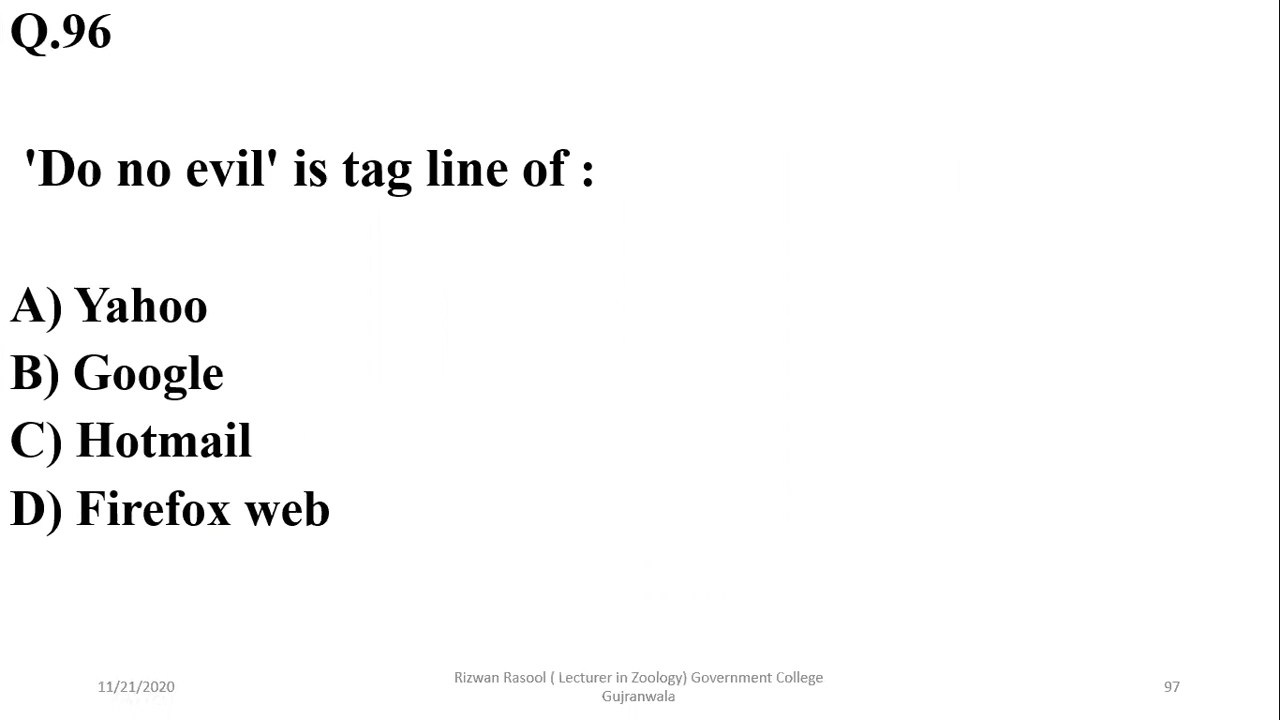 Q.96
'Do no evil' is tag line of :
A) Yahoo
B) Google
C) Hotmail
D) Firefox web
11/21/2020
Rizwan Rasool ( Lecturer in Zoology) Government College
Gujranwala
97